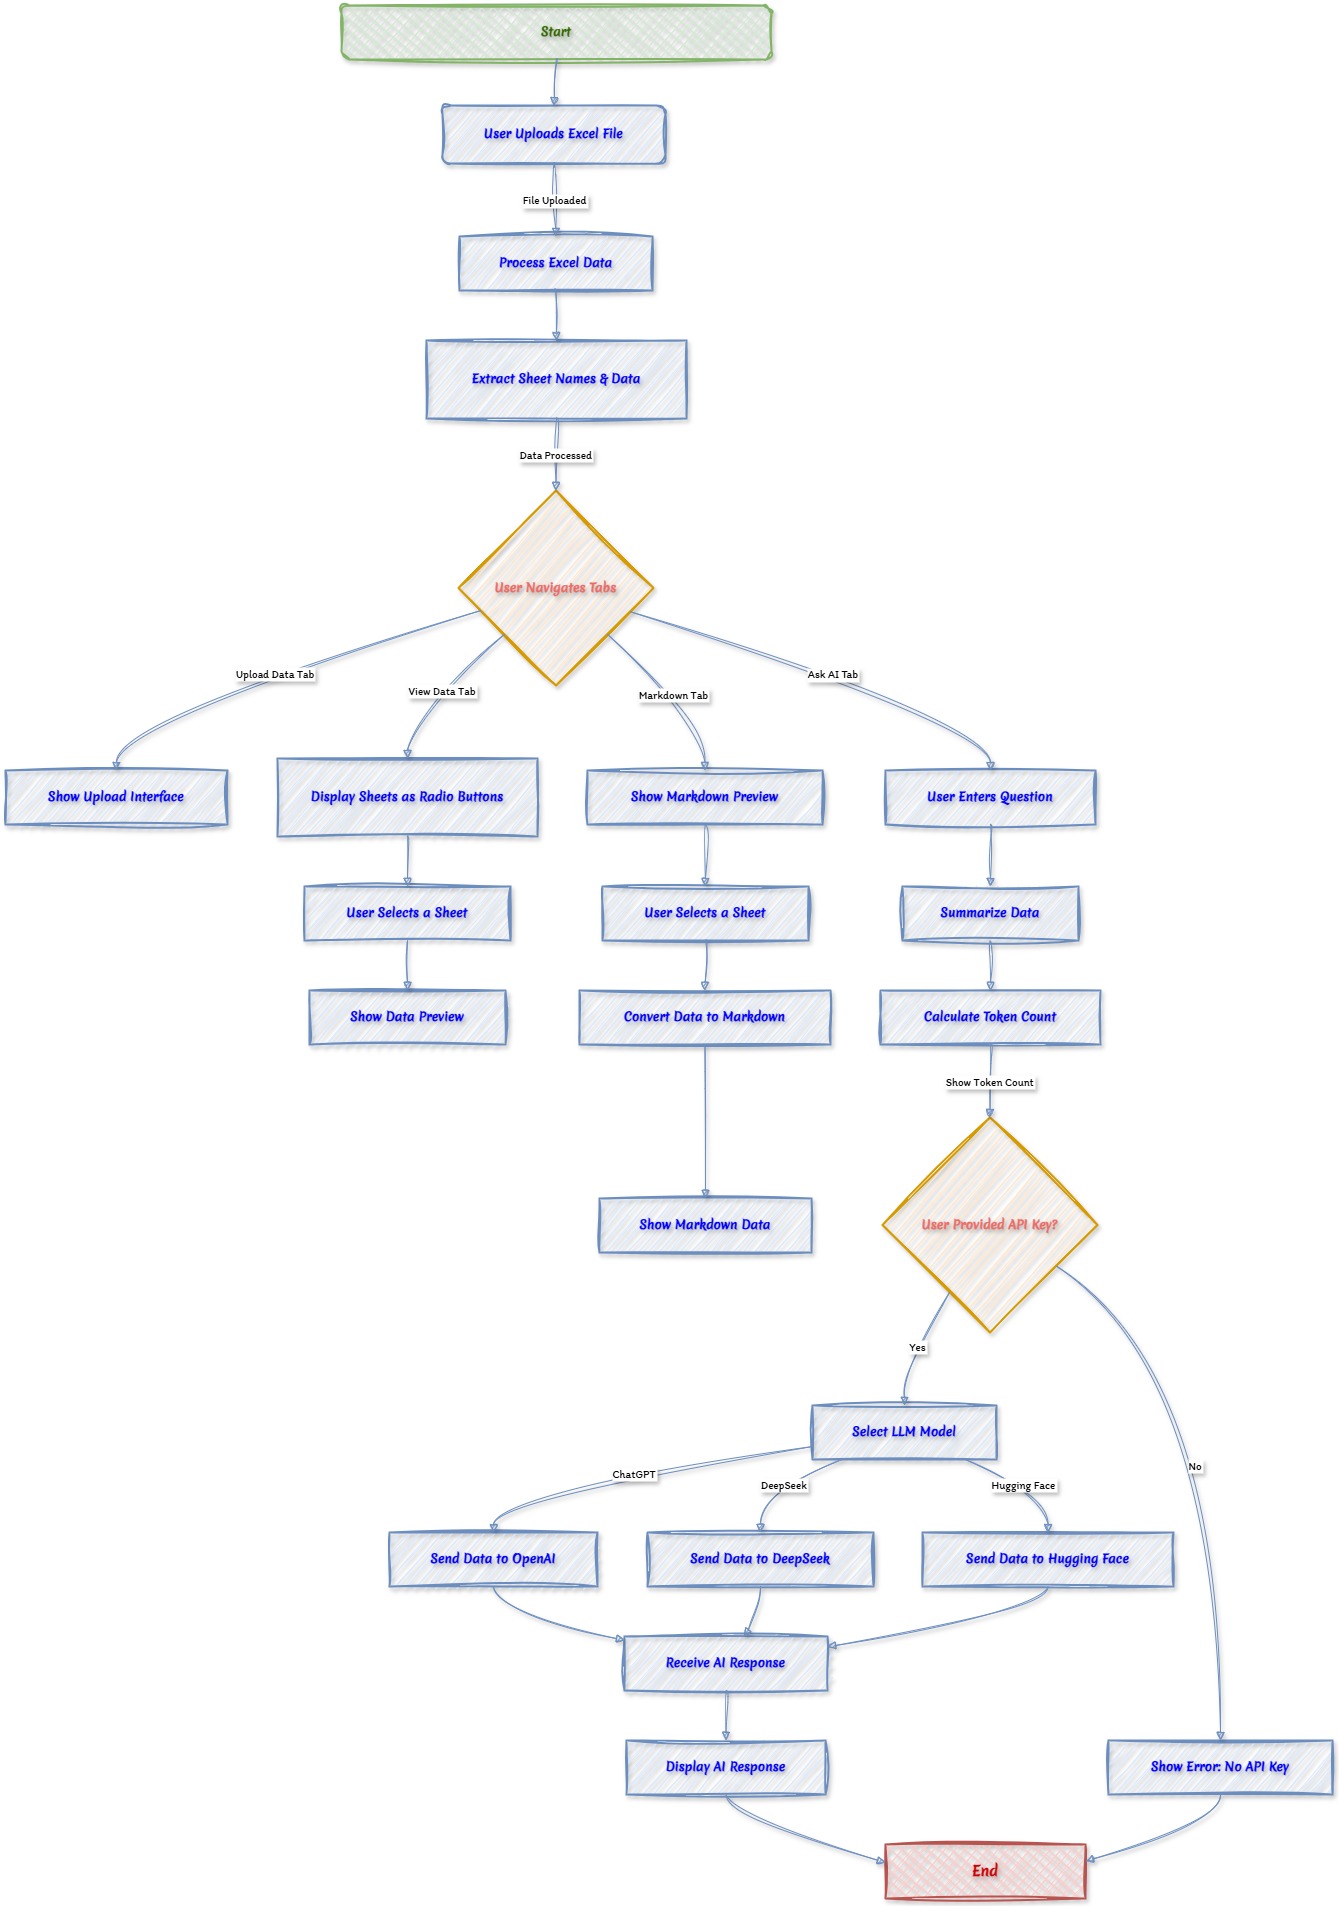 Start
User Uploads Excel File
File Uploaded
Process Excel Data
Extract Sheet Names & Data
Data Processed
User Navigates Tabs
Upload Data Tab
View Data Tab
Markdown Tab
Ask AI Tab
Show Upload Interface
Display Sheets as Radio Buttons
Show Markdown Preview
User Enters Question
User Selects a Sheet
User Selects a Sheet
Summarize Data
Show Data Preview
Convert Data to Markdown
Calculate Token Count
Show Token Count
Show Markdown Data
User Provided API Key?
Yes
Select LLM Model
No
ChatGPT
DeepSeek
Hugging Face
Send Data to OpenAI
Send Data to DeepSeek
Send Data to Hugging Face
Receive AI Response
Display AI Response
Show Error: No API Key
End